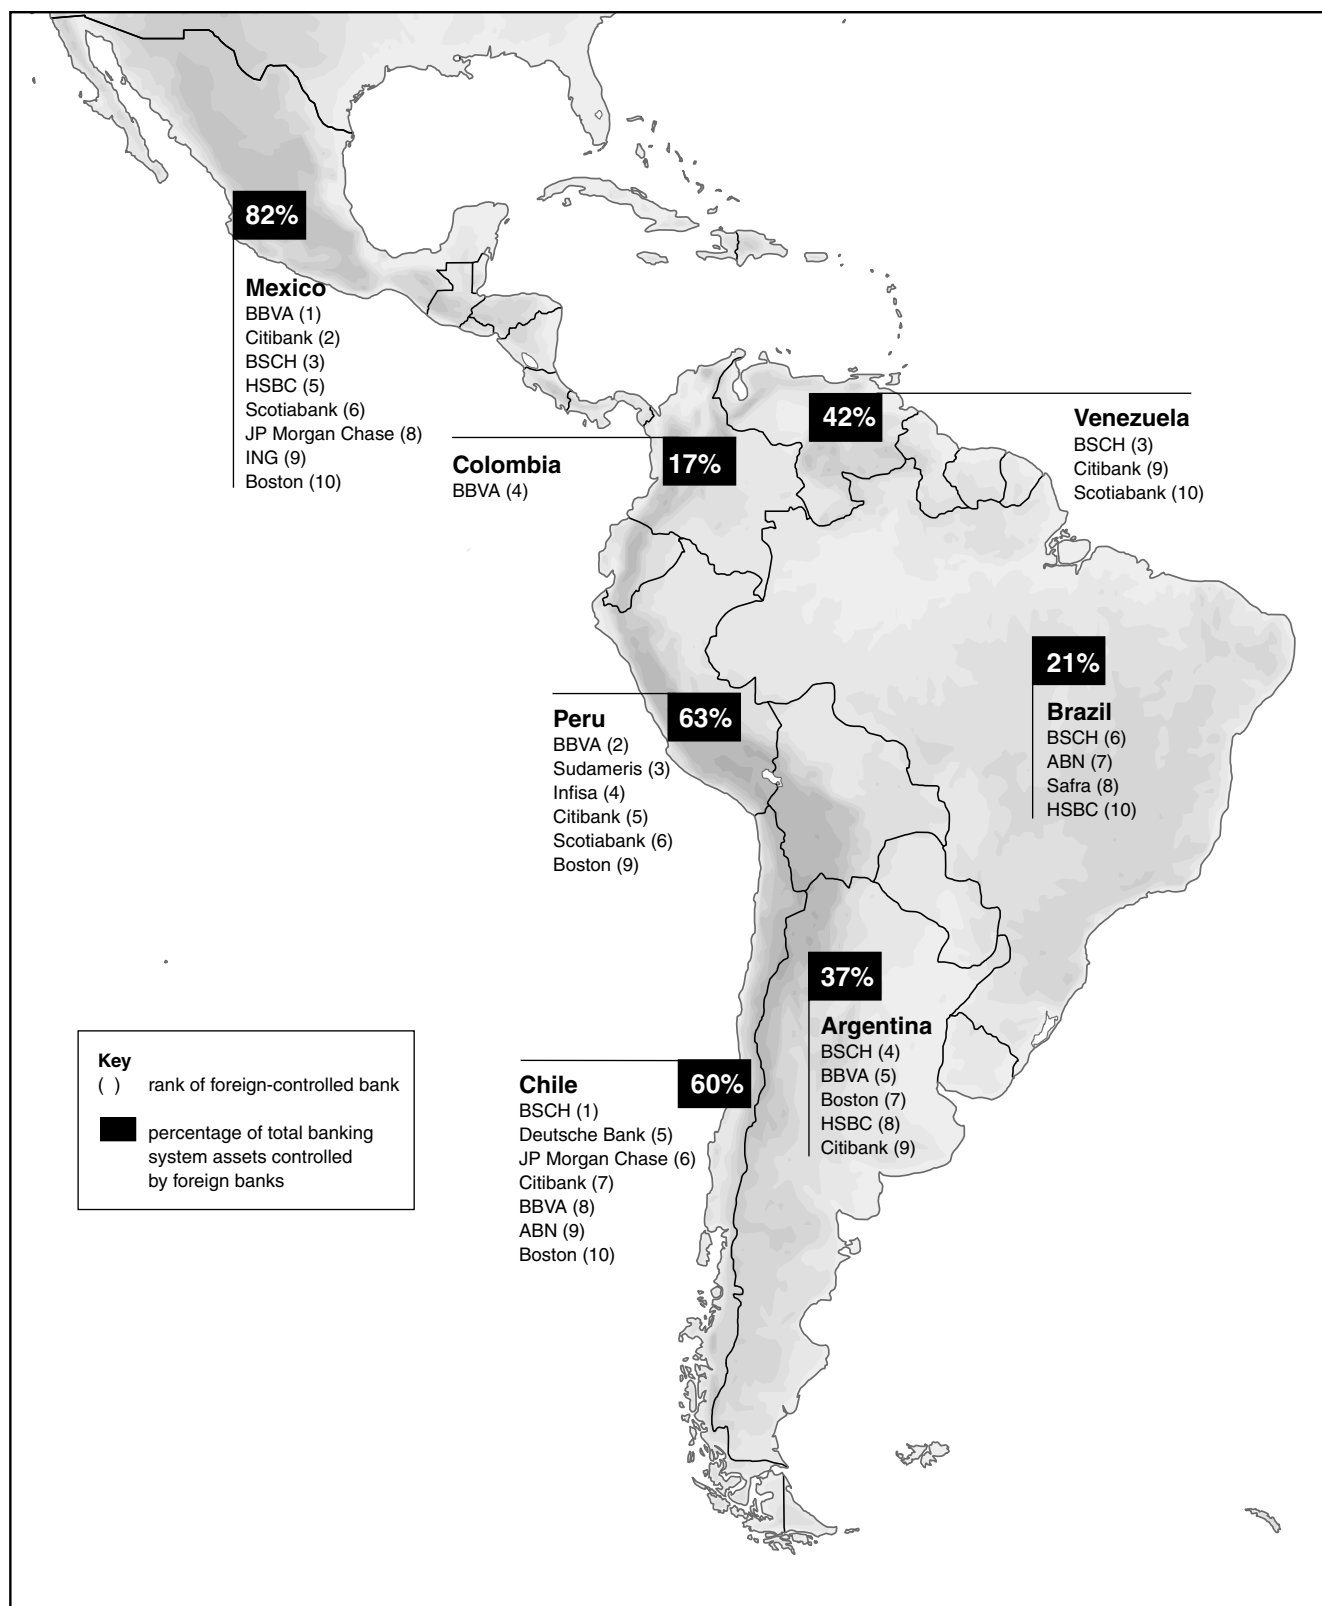 82%
Mexico
BBVA (1)
Citibank (2)
BSCH (3)
HSBC (5)
Scotiabank (6)
JP Morgan Chase (8)
ING (9)
Boston (10)
17%
Colombia
BBVA (4)
42%
Venezuela
BSCH (3)
Citibank (9)
Scotiabank (10)
21%
Brazil
BSCH (6)
ABN (7)
Safra (8)
HSBC (10)
63%
Peru
BBVA (2)
Sudameris (3)
Infisa (4)
Citibank (5)
Scotiabank (6)
Boston (9)
37%
Argentina
BSCH (4)
BBVA (5)
Boston (7)
HSBC (8)
Citibank (9)
60%
Chile
BSCH (1)
Deutsche Bank (5)
JP Morgan Chase (6)
Citibank (7)
BBVA (8)
ABN (9)
Boston (10)
Key
( ) rank of foreign-controlled bank
percentage of total banking
system assets controlled
by foreign banks